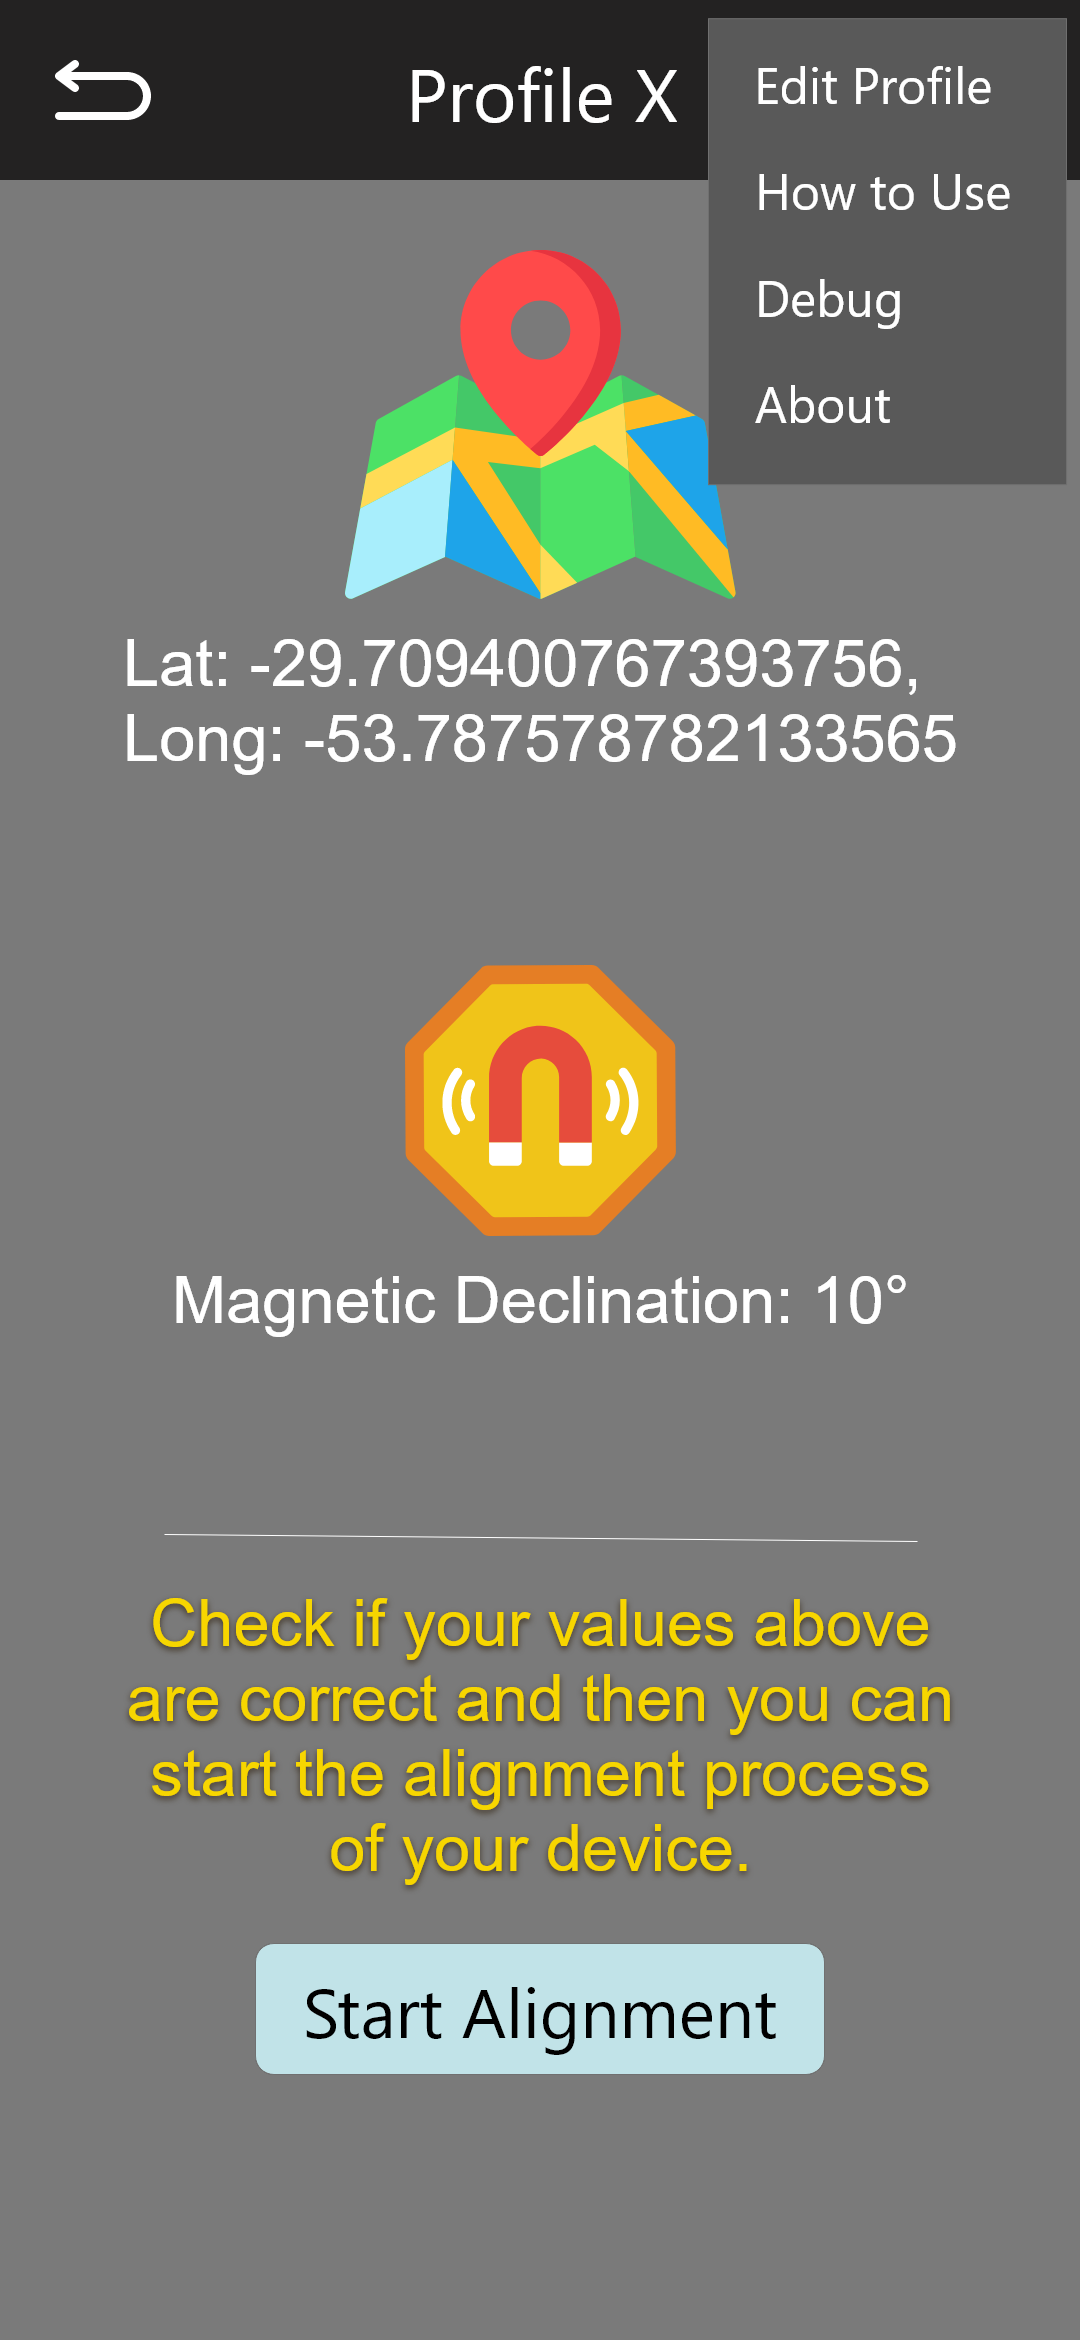 Profile X
Edit Profile
How to Use
Debug
About
Lat: -29.709400767393756,
Long: -53.787578782133565
Magnetic Declination: 10°
Check if your values above
are correct and then you can
start the alignment process
of your device.
Start Alignment